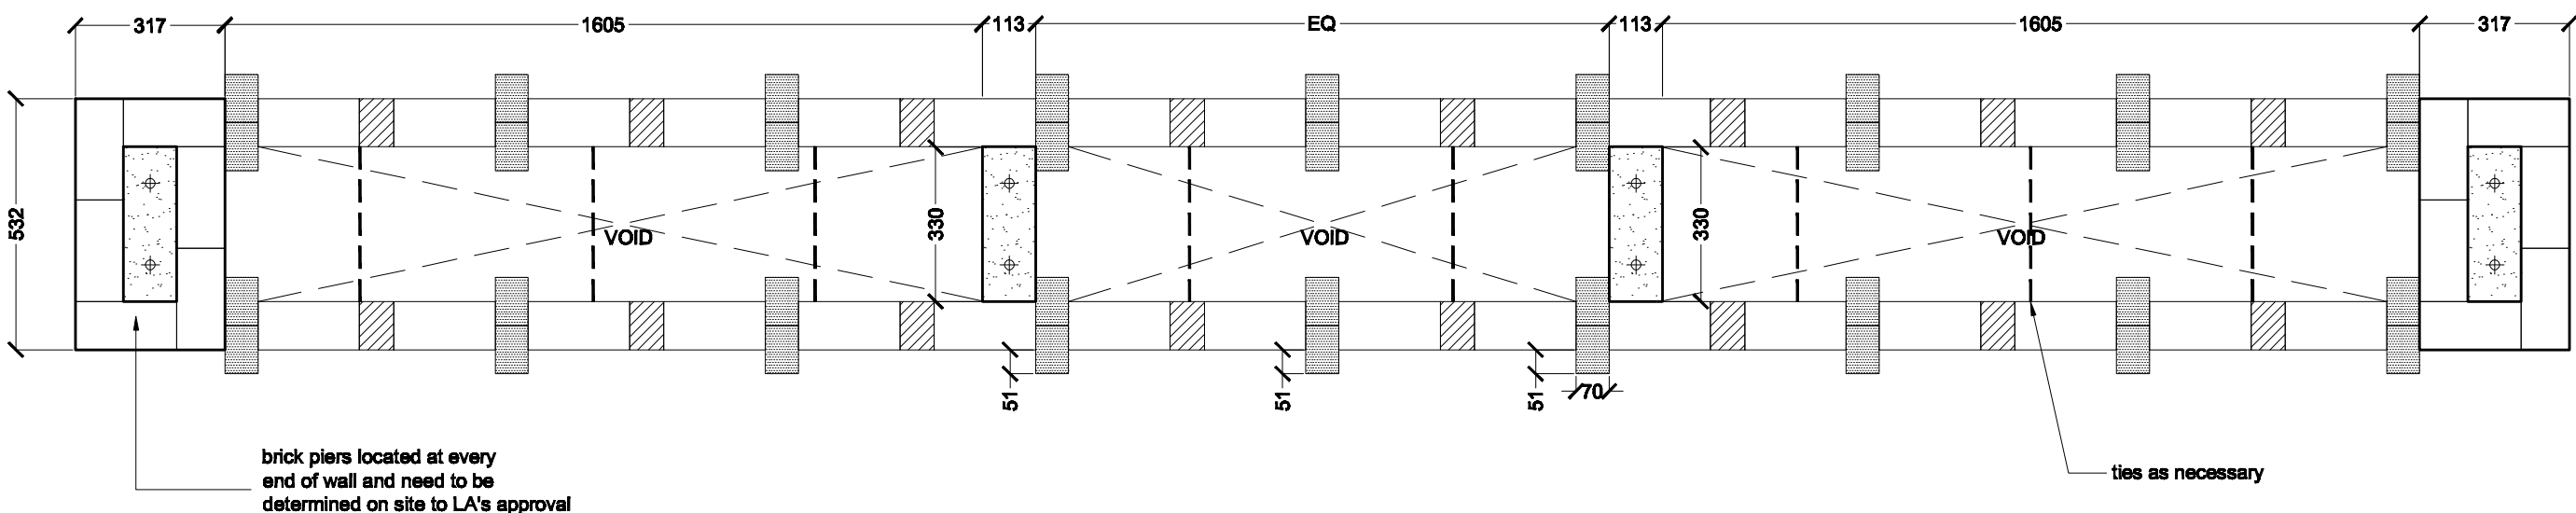 317
1605
113
EQ
113
1605
317
532
330
330
VOID
VOID
VOID
51
51
51
70
brick piers located at every
end of wall and need to be
determined on site to LA's approval
ties as necessary